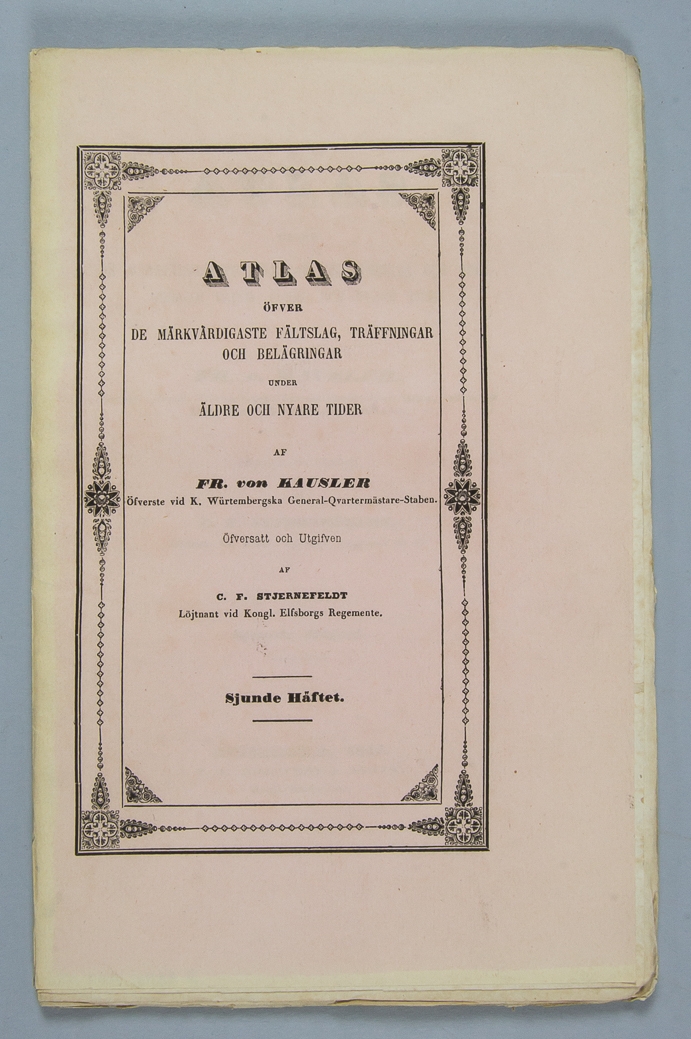 ATLAS
ÖFVER
DE MÄRKVÄRDIGASTE FÄLTSLAG, TRÄFFNINGAR
OCH BELÄGRINGAR
UNDER
ÄLDRE OCH NYARE TIDER
AF
FR. von KAUSLER
Öfverste vid K. Würtembergska General-Qvartermästare-Staben.
Öfversatt och Utgifven
AF
C. F. STJERNEFELDT
Löjtnant vid Kongl. Elfsborgs Regemente.
Sjunde Häftet.